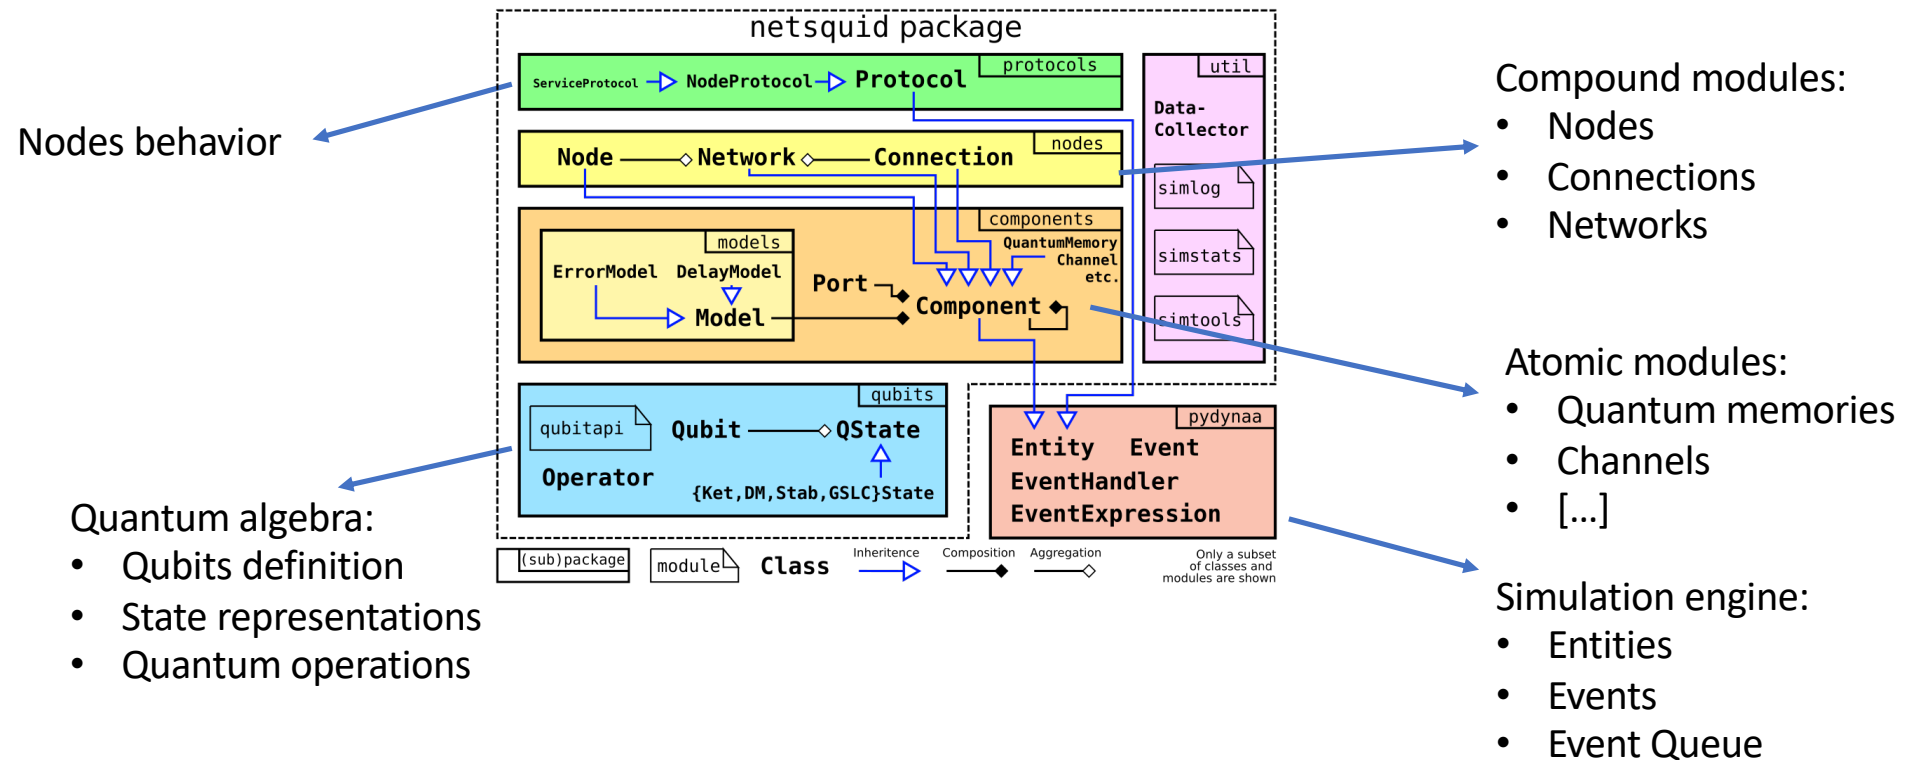 netsquid package
protocols
ServiceProtocol NodeProtocol Protocol
util
Data-
Collector
simlog
simstats
simtools
nodes
Node Network Connection
components
models
ErrorModel DelayModel
Model
Port
Component
QuantumMemory
Channel
etc.
qubits
qubitapi
Qubit QState
Operator
{Ket,DM,Stab,GSLC}State
pydynaa
Entity Event
EventHandler
EventExpression
(sub)package
module
Class
Inheritence
Composition
Aggregation
Only a subset
of classes and
modules are shown
Nodes behavior
Quantum algebra:
• Qubits definition
• State representations
• Quantum operations
Compound modules:
• Nodes
• Connections
• Networks
Atomic modules:
• Quantum memories
• Channels
• [...]
Simulation engine:
• Entities
• Events
• Event Queue